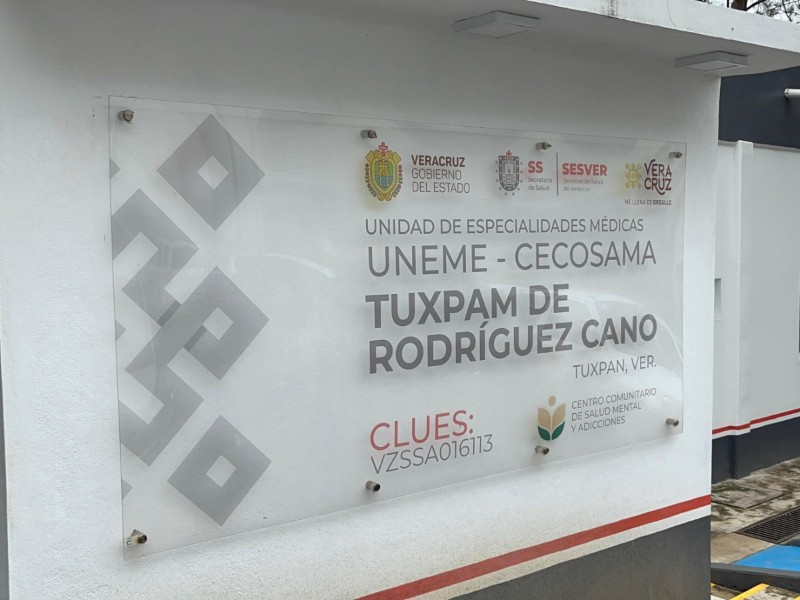 VERACRUZ
GOBIERNO
DEL ESTADO
SS
Secretaría
de Salud
SESVER
Servicios de Salud
de Veracruz
VERA
CRUZ
ME LLENA DE ORGULLO
UNIDAD DE ESPECIALIDADES MÉDICAS
UNEME - CECOSAMA
TUXPAM DE
RODRÍGUEZ CANO
TUXPAN, VER.
CLUES:
VZSSA016113
CENTRO COMUNITARIO
DE SALUD MENTAL
Y ADICCIONES